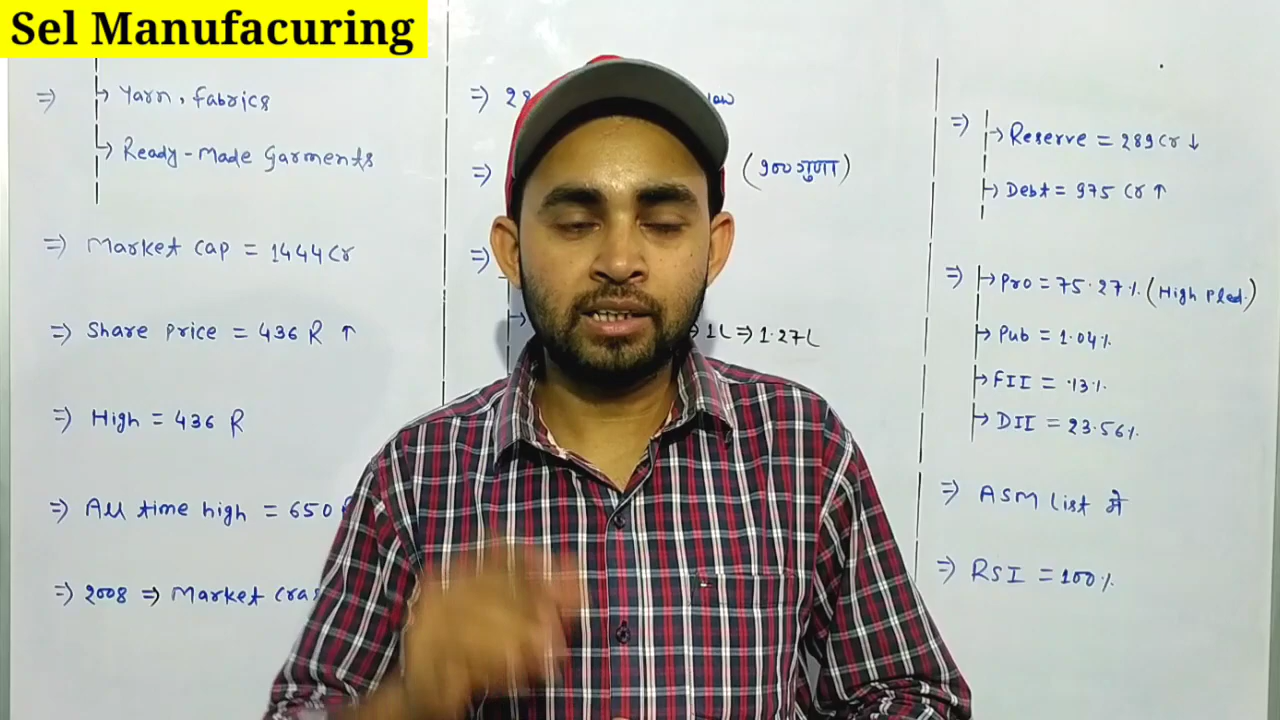 Sel Manufacuring
⇒ Yarn, Fabrics
Ready-Made Garments
⇒ Market cap = 1444 Cr
⇒ Share price = 436 R ↑
⇒ High = 436 R
⇒ All time high = 650
⇒ 2008 ⇒ Market cras
⇒ 28
⇒ (900 गुणा)
⇒
⇒ 1L ⇒ 1.27L
⇒ Reserve = 289 Cr ↓
Debt = 975 Cr ↑
⇒ Pro = 75.27%. (High Pled.)
Pub = 1.04%.
FII = .13%.
DII = 23.56%.
⇒ ASM list में
⇒ RSI = 100%.